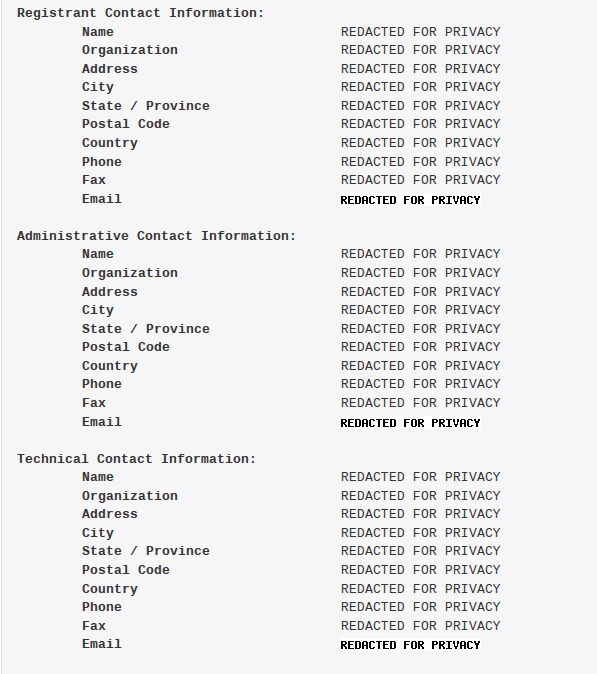 Registrant Contact Information:
Name REDACTED FOR PRIVACY
Organization REDACTED FOR PRIVACY
Address REDACTED FOR PRIVACY
City REDACTED FOR PRIVACY
State / Province REDACTED FOR PRIVACY
Postal Code REDACTED FOR PRIVACY
Country REDACTED FOR PRIVACY
Phone REDACTED FOR PRIVACY
Fax REDACTED FOR PRIVACY
Email REDACTED FOR PRIVACY
Administrative Contact Information:
Name REDACTED FOR PRIVACY
Organization REDACTED FOR PRIVACY
Address REDACTED FOR PRIVACY
City REDACTED FOR PRIVACY
State / Province REDACTED FOR PRIVACY
Postal Code REDACTED FOR PRIVACY
Country REDACTED FOR PRIVACY
Phone REDACTED FOR PRIVACY
Fax REDACTED FOR PRIVACY
Email REDACTED FOR PRIVACY
Technical Contact Information:
Name REDACTED FOR PRIVACY
Organization REDACTED FOR PRIVACY
Address REDACTED FOR PRIVACY
City REDACTED FOR PRIVACY
State / Province REDACTED FOR PRIVACY
Postal Code REDACTED FOR PRIVACY
Country REDACTED FOR PRIVACY
Phone REDACTED FOR PRIVACY
Fax REDACTED FOR PRIVACY
Email REDACTED FOR PRIVACY